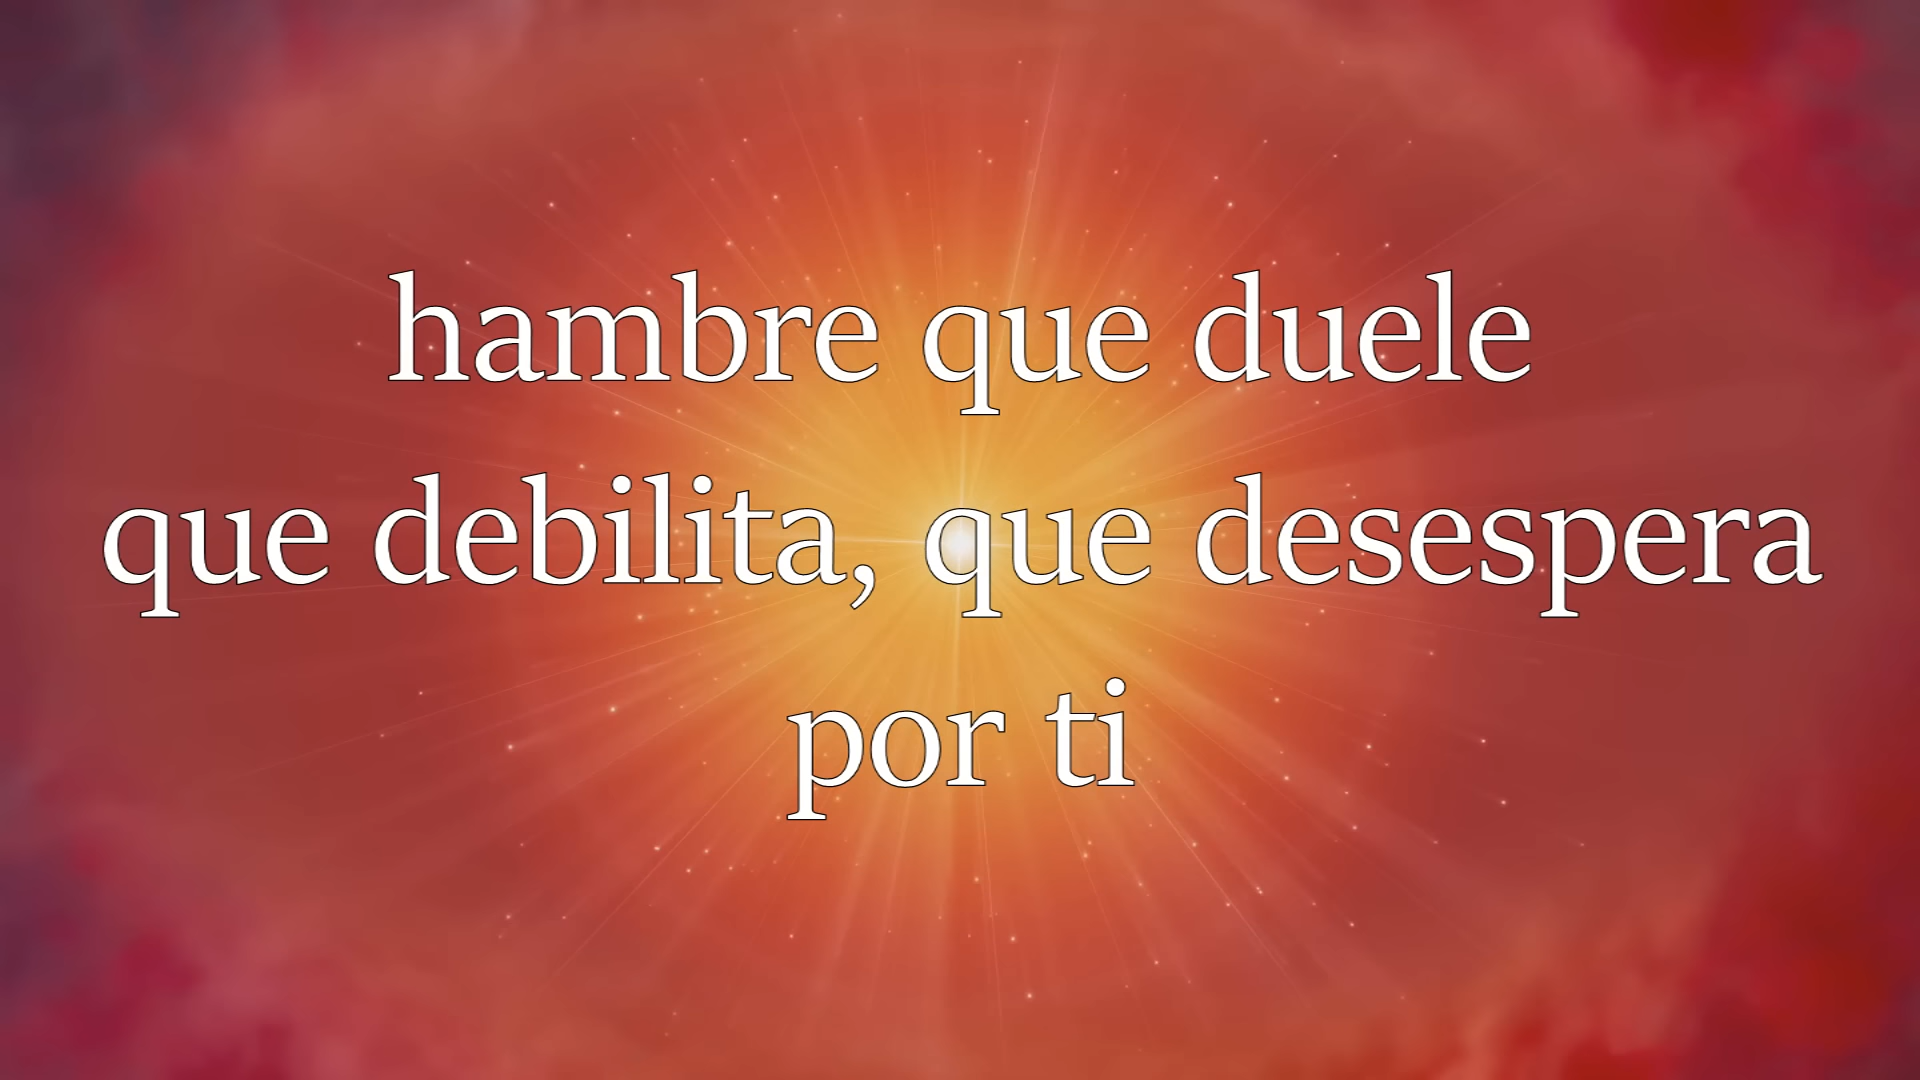 hambre que duele
que debilita, que desespera
por ti